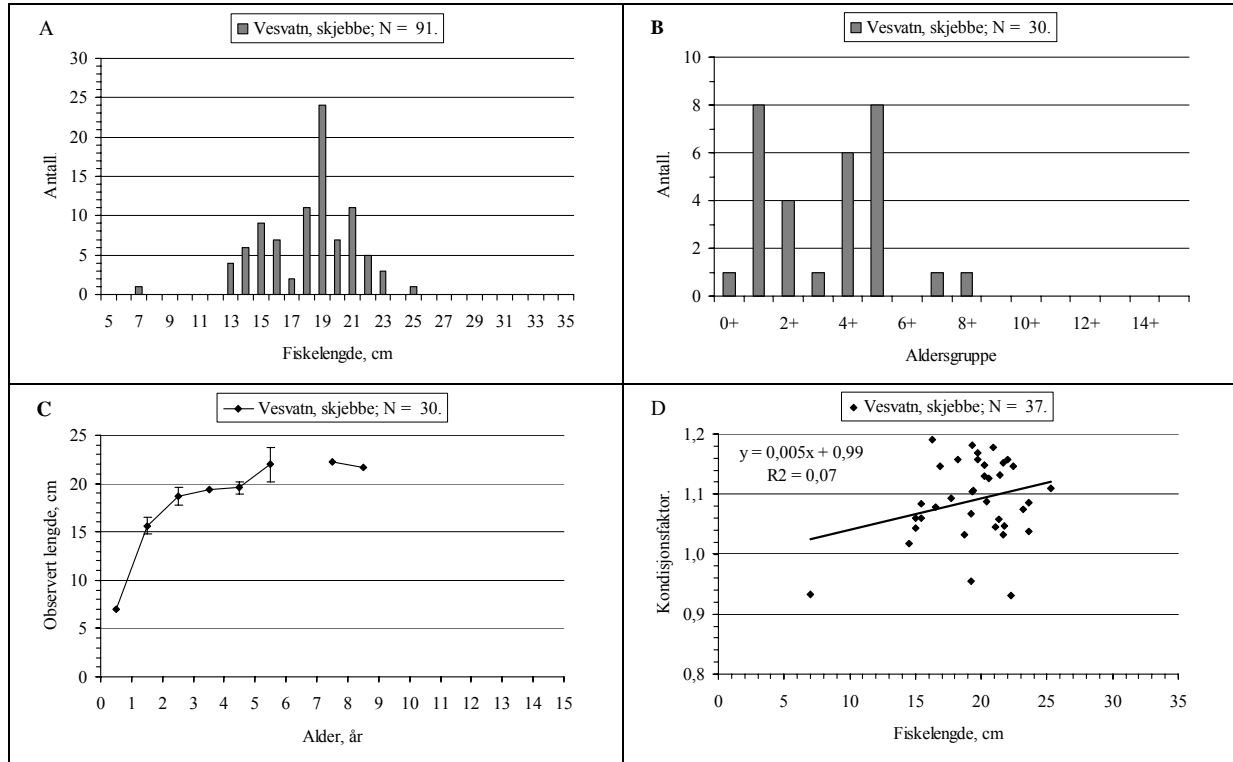 A
Vesvatn, skjebbe; N = 91.
30
25
20
15
10
5
0
Antall.
5 7 9 11 13 15 17 19 21 23 25 27 29 31 33 35
Fiskelengde, cm
B
Vesvatn, skjebbe; N = 30.
10
8
6
4
2
0
Antall.
0+ 2+ 4+ 6+ 8+ 10+ 12+ 14+
Aldersgruppe
C
Vesvatn, skjebbe; N = 30.
25
20
15
10
5
0
Observert lengde, cm
0 1 2 3 4 5 6 7 8 9 10 11 12 13 14 15
Alder, år
D
Vesvatn, skjebbe; N = 37.
y = 0,005x + 0,99
R2 = 0,07
1,2
1,1
1,0
0,9
0,8
Kondisjonsfaktor.
0 5 10 15 20 25 30 35
Fiskelengde, cm